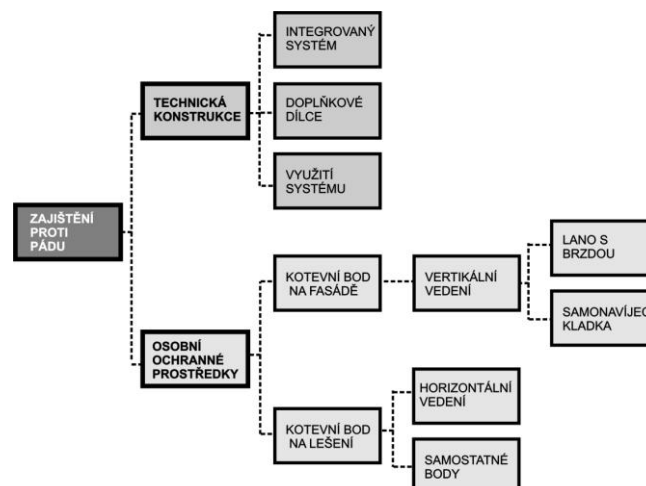 INTEGROVANÝ
SYSTÉM
TECHNICKÁ
KONSTRUKCE
DOPLŇKOVÉ
DÍLCE
VYUŽITÍ
SYSTÉMU
ZAJIŠTĚNÍ
PROTI
PÁDU
KOTEVNÍ BOD
NA FASÁDĚ
VERTIKÁLNÍ
VEDENÍ
LANO S
BRZDOU
SAMONAVÍJEC
KLADKA
OSOBNÍ
OCHRANNÉ
PROSTŘEDKY
KOTEVNÍ BOD
NA LEŠENÍ
HORIZONTÁLNÍ
VEDENÍ
SAMOSTATNÉ
BODY